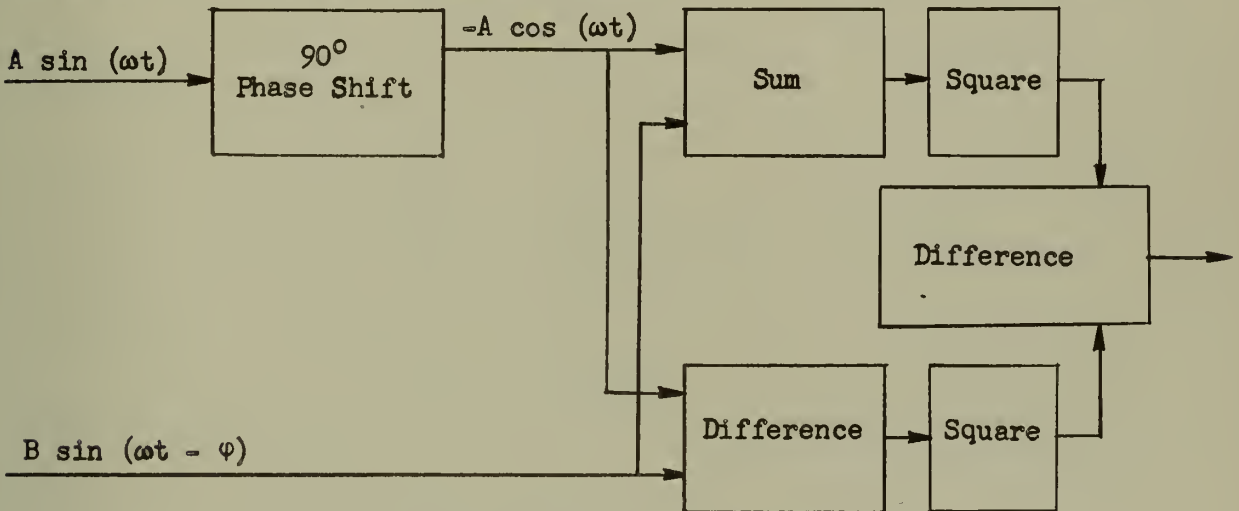 A sin (ωt)
90°
Phase Shift
-A cos (ωt)
Sum
Square
Difference
B sin (ωt - φ)
Difference
Square